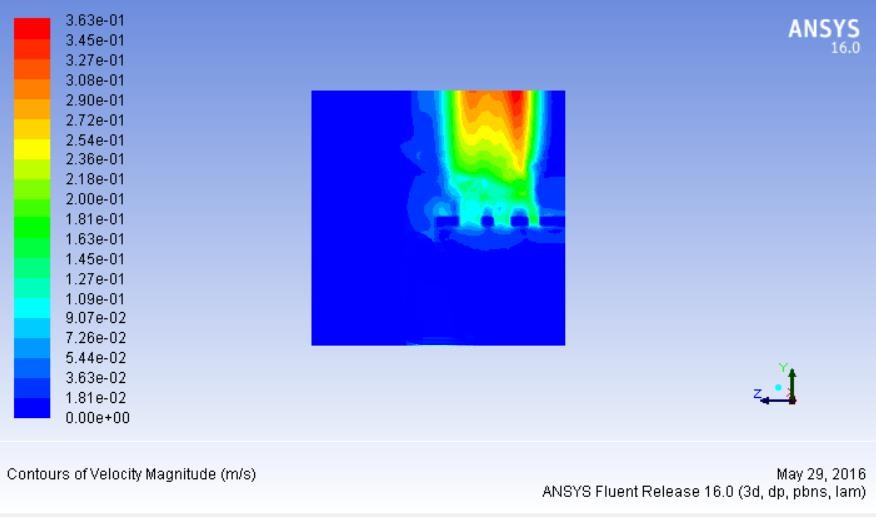 3.63e-01
3.45e-01
3.27e-01
3.08e-01
2.90e-01
2.72e-01
2.54e-01
2.36e-01
2.18e-01
2.00e-01
1.81e-01
1.63e-01
1.45e-01
1.27e-01
1.09e-01
9.07e-02
7.26e-02
5.44e-02
3.63e-02
1.81e-02
0.00e+00
ANSYS
16.0
Y
Z
X
Contours of Velocity Magnitude (m/s)
May 29, 2016
ANSYS Fluent Release 16.0 (3d, dp, pbns, lam)